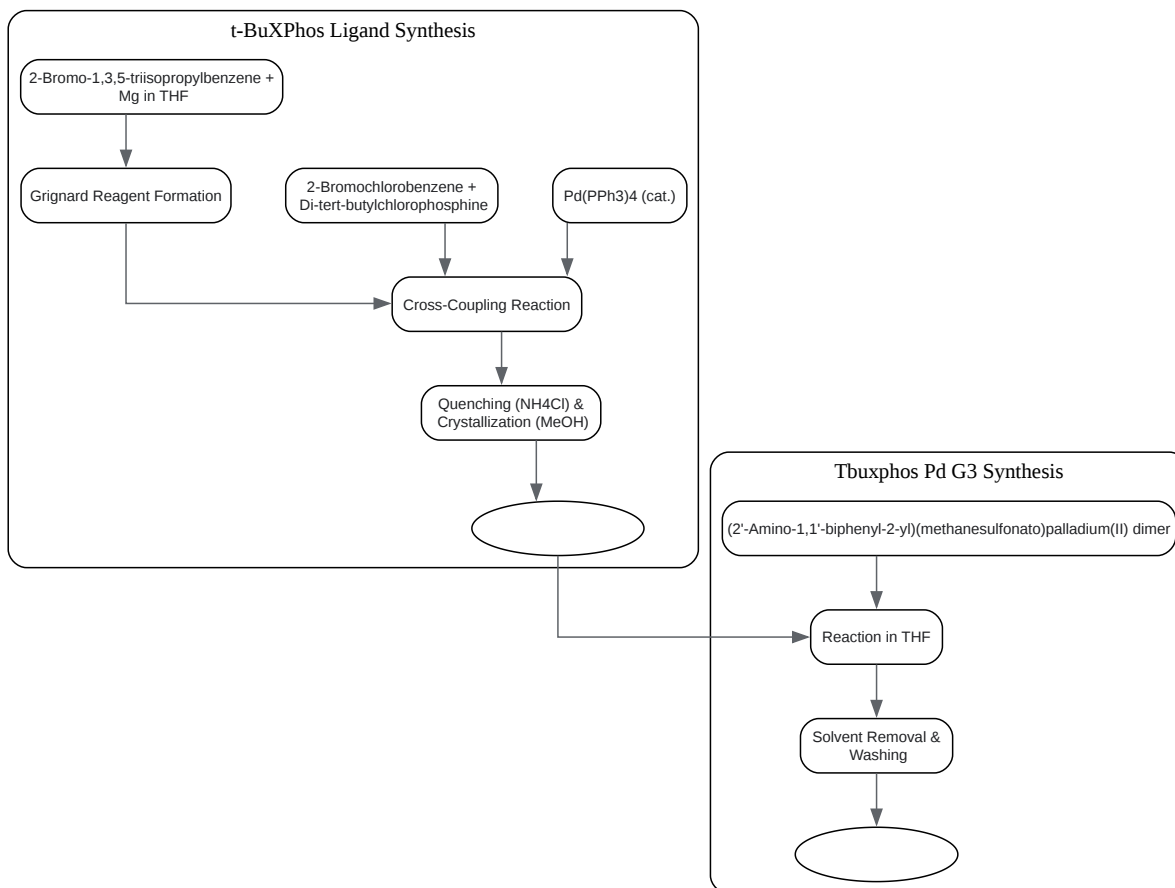 t-BuXPhos Ligand Synthesis
2-Bromo-1,3,5-triisopropylbenzene +
Mg in THF
Grignard Reagent Formation
2-Bromochlorobenzene +
Di-tert-butylchlorophosphine
Pd(PPh3)4 (cat.)
Cross-Coupling Reaction
Quenching (NH4Cl) &
Crystallization (MeOH)
Tbuxphos Pd G3 Synthesis
(2'-Amino-1,1'-biphenyl-2-yl)(methanesulfonato)palladium(II) dimer
Reaction in THF
Solvent Removal &
Washing